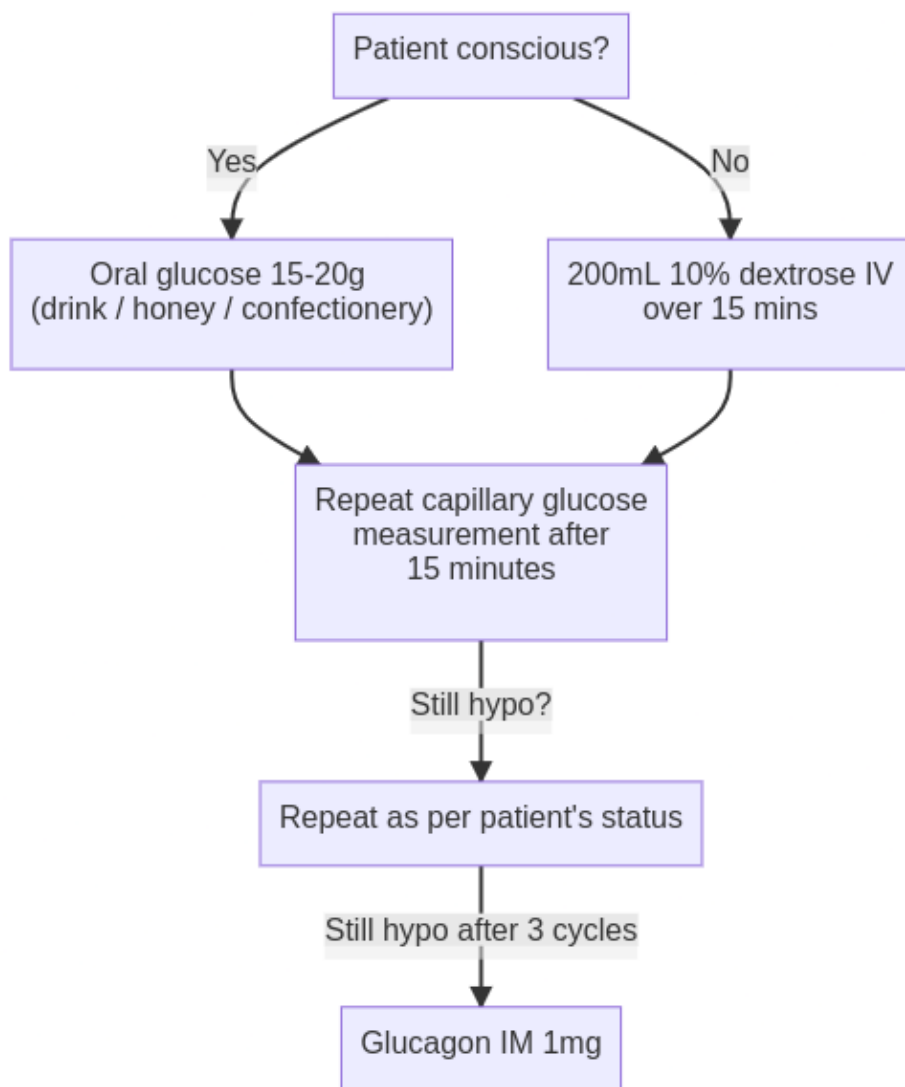 Patient conscious?
Yes
No
Oral glucose 15-20g
(drink / honey / confectionery)
200mL 10% dextrose IV
over 15 mins
Repeat capillary glucose
measurement after
15 minutes
Still hypo?
Repeat as per patient's status
Still hypo after 3 cycles
Glucagon IM 1mg